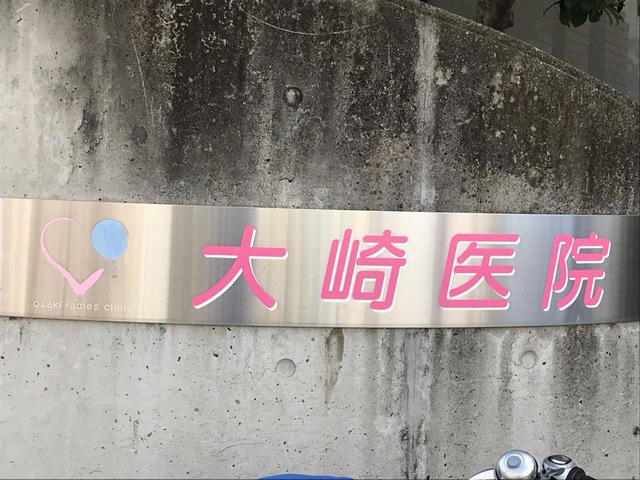 大崎医院
osaki ladies clinic